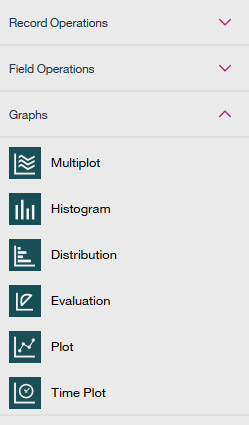 Record Operations
Field Operations
Graphs
Multiplot
Histogram
Distribution
Evaluation
Plot
Time Plot